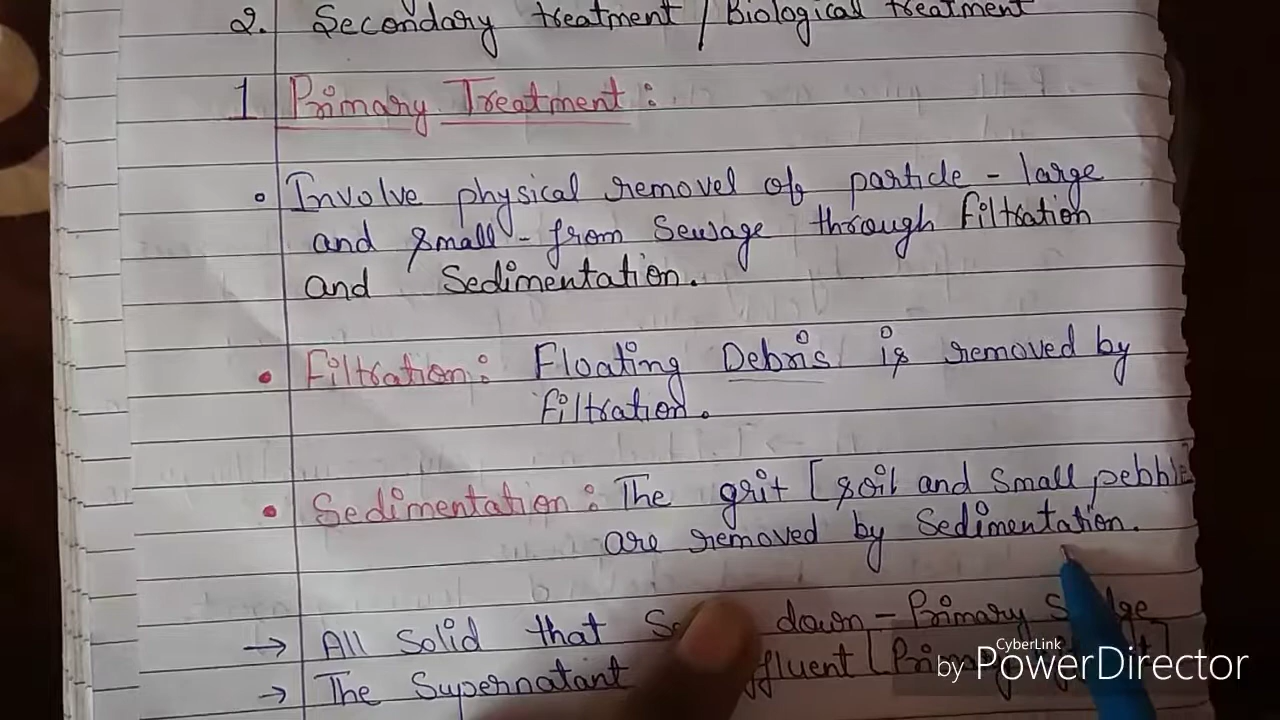 2. Secondary treatment / Biological treatment
1 Primary Treatment :
• Involve physical removel of particle - large
and small - from Sewage through Filtration
and Sedimentation.
• Filtration : Floating Debris is removed by
filtration.
• Sedimentation : The grit [soil and small pebble
are removed by Sedimentation.
→ All Solid that down - Primary
→ The Supernatant
CyberLink
by PowerDirector